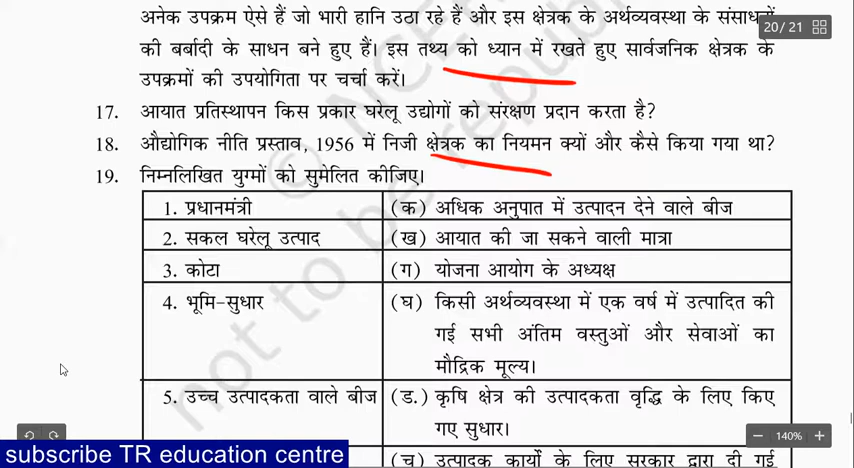 अनेक उपक्रम ऐसे हैं जो भारी हानि उठा रहे हैं और इस क्षेत्रक के अर्थव्यवस्था के संसाधनों
की बर्बादी के साधन बने हुए हैं। इस तथ्य को ध्यान में रखते हुए सार्वजनिक क्षेत्रक के
उपक्रमों की उपयोगिता पर चर्चा करें।
17. आयात प्रतिस्थापन किस प्रकार घरेलू उद्योगों को संरक्षण प्रदान करता है?
18. औद्योगिक नीति प्रस्ताव, 1956 में निजी क्षेत्रक का नियमन क्यों और कैसे किया गया था?
19. निम्नलिखित युग्मों को सुमेलित कीजिए।
1. प्रधानमंत्री (क) अधिक अनुपात में उत्पादन देने वाले बीज
2. सकल घरेलू उत्पाद (ख) आयात की जा सकने वाली मात्रा
3. कोटा (ग) योजना आयोग के अध्यक्ष
4. भूमि-सुधार (घ) किसी अर्थव्यवस्था में एक वर्ष में उत्पादित की
गई सभी अंतिम वस्तुओं और सेवाओं का
मौद्रिक मूल्य।
5. उच्च उत्पादकता वाले बीज (ड.) कृषि क्षेत्र की उत्पादकता वृद्धि के लिए किए
गए सुधार।
(च) उत्पादक कार्यों के लिए सरकार द्वारा दी गई
20 / 21
© NCERT
not to be republ
140%
subscribe TR education centre